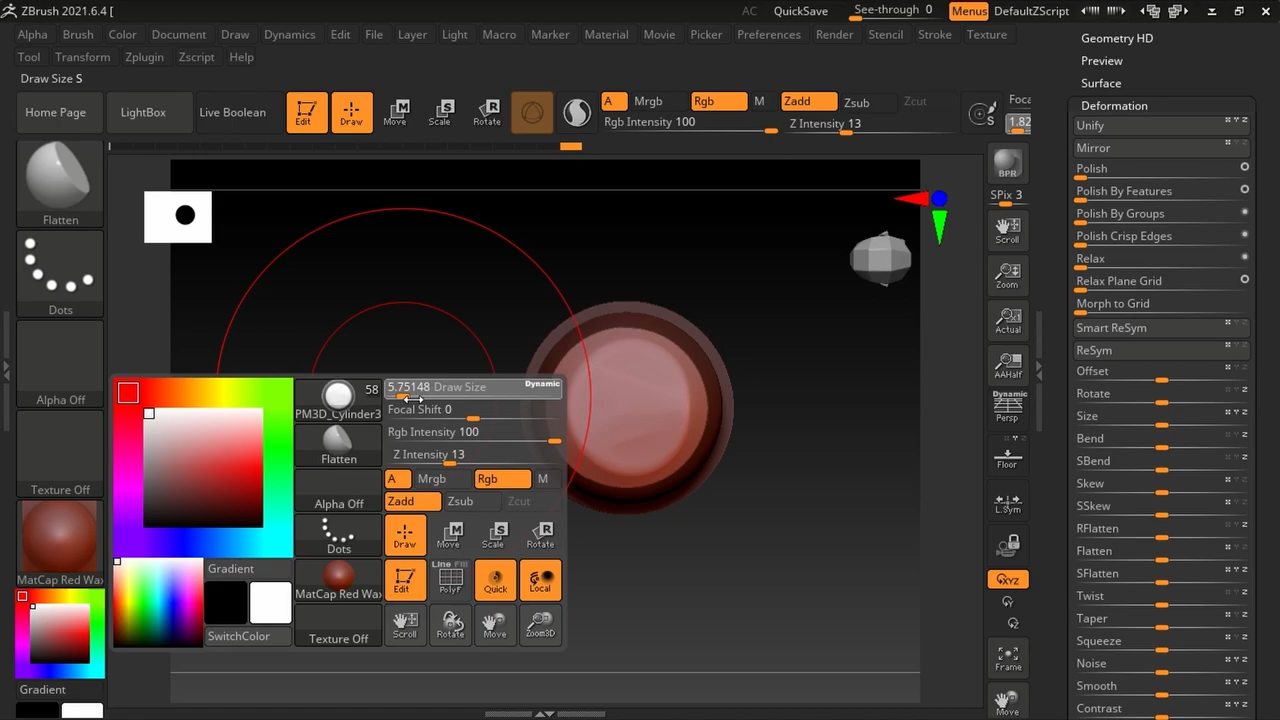 ZBrush 2021.6.4 [
AC QuickSave See-through 0 Menus DefaultZScript
Alpha Brush Color Document Draw Dynamics Edit File Layer Light Macro Marker Material Movie Picker Preferences Render Stencil Stroke Texture
Tool Transform Zplugin Zscript Help
Draw Size S
Home Page LightBox Live Boolean Edit Draw Move Scale Rotate
A Mrgb Rgb M Zadd Zsub Zcut Foca
Rgb Intensity 100 Z Intensity 13 S 1.82
Flatten
Dots
Alpha Off
Texture Off
MatCap Red Wax
Gradient
5.75148 Draw Size Dynamic
Focal Shift 0
Rgb Intensity 100
Z Intensity 13
A Mrgb Rgb M
Zadd Zsub Zcut
Draw Move Scale Rotate
Line Fill
Edit PolyF Quick Local
Scroll Rotate Move Zoom3D
58
PM3D_Cylinder3
Flatten
Alpha Off
Dots
MatCap Red Wax
Texture Off
Gradient
SwitchColor
BPR
SPix 3
Scroll
Zoom
Actual
AAHalf
Dynamic
Persp
Floor
L.Sym
XYZ
Y
Z
Frame
Move
Geometry HD
Preview
Surface
Deformation
Unify
Mirror
Polish
Polish By Features
Polish By Groups
Polish Crisp Edges
Relax
Relax Plane Grid
Morph to Grid
Smart ReSym
ReSym
Offset
Rotate
Size
Bend
SBend
Skew
SSkew
RFlatten
Flatten
SFlatten
Twist
Taper
Squeeze
Noise
Smooth
Contrast